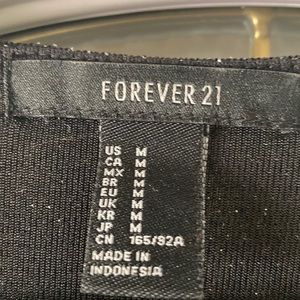 FOREVER 21
US M
CA M
MX M
BR M
EU M
UK M
KR M
JP M
CN 165/92A
MADE IN
INDONESIA